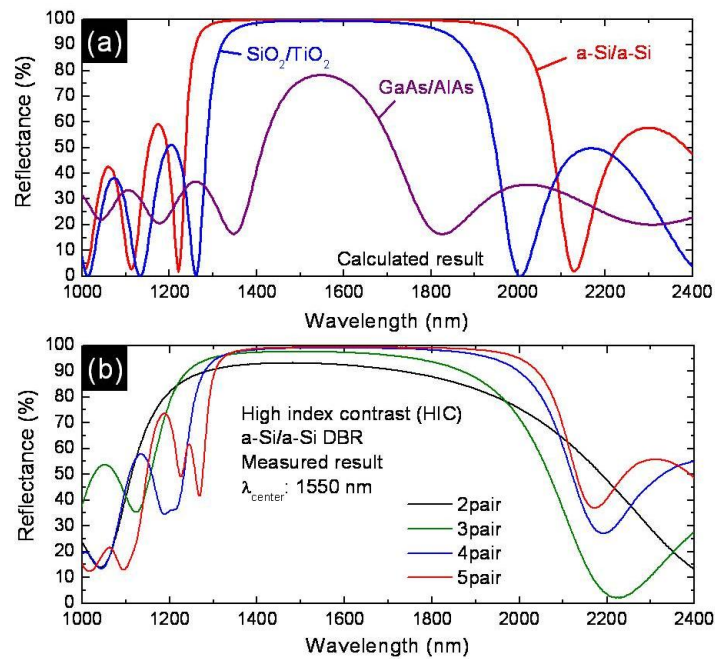 (a)
100
90
80
70
60
50
40
30
20
10
0
Reflectance (%)
SiO₂/TiO₂
a-Si/a-Si
GaAs/AlAs
Calculated result
1000 1200 1400 1600 1800 2000 2200 2400
Wavelength (nm)
(b)
100
90
80
70
60
50
40
30
20
10
0
Reflectance (%)
High index contrast (HIC)
a-Si/a-Si DBR
Measured result
λcenter: 1550 nm
2pair
3pair
4pair
5pair
1000 1200 1400 1600 1800 2000 2200 2400
Wavelength (nm)